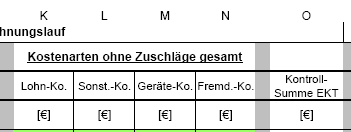 K L M N O
hnungslauf
Kostenarten ohne Zuschläge gesamt
Lohn-Ko. Sonst.-Ko. Geräte-Ko. Fremd.-Ko. Kontroll-
Summe EKT
[€] [€] [€] [€] [€]